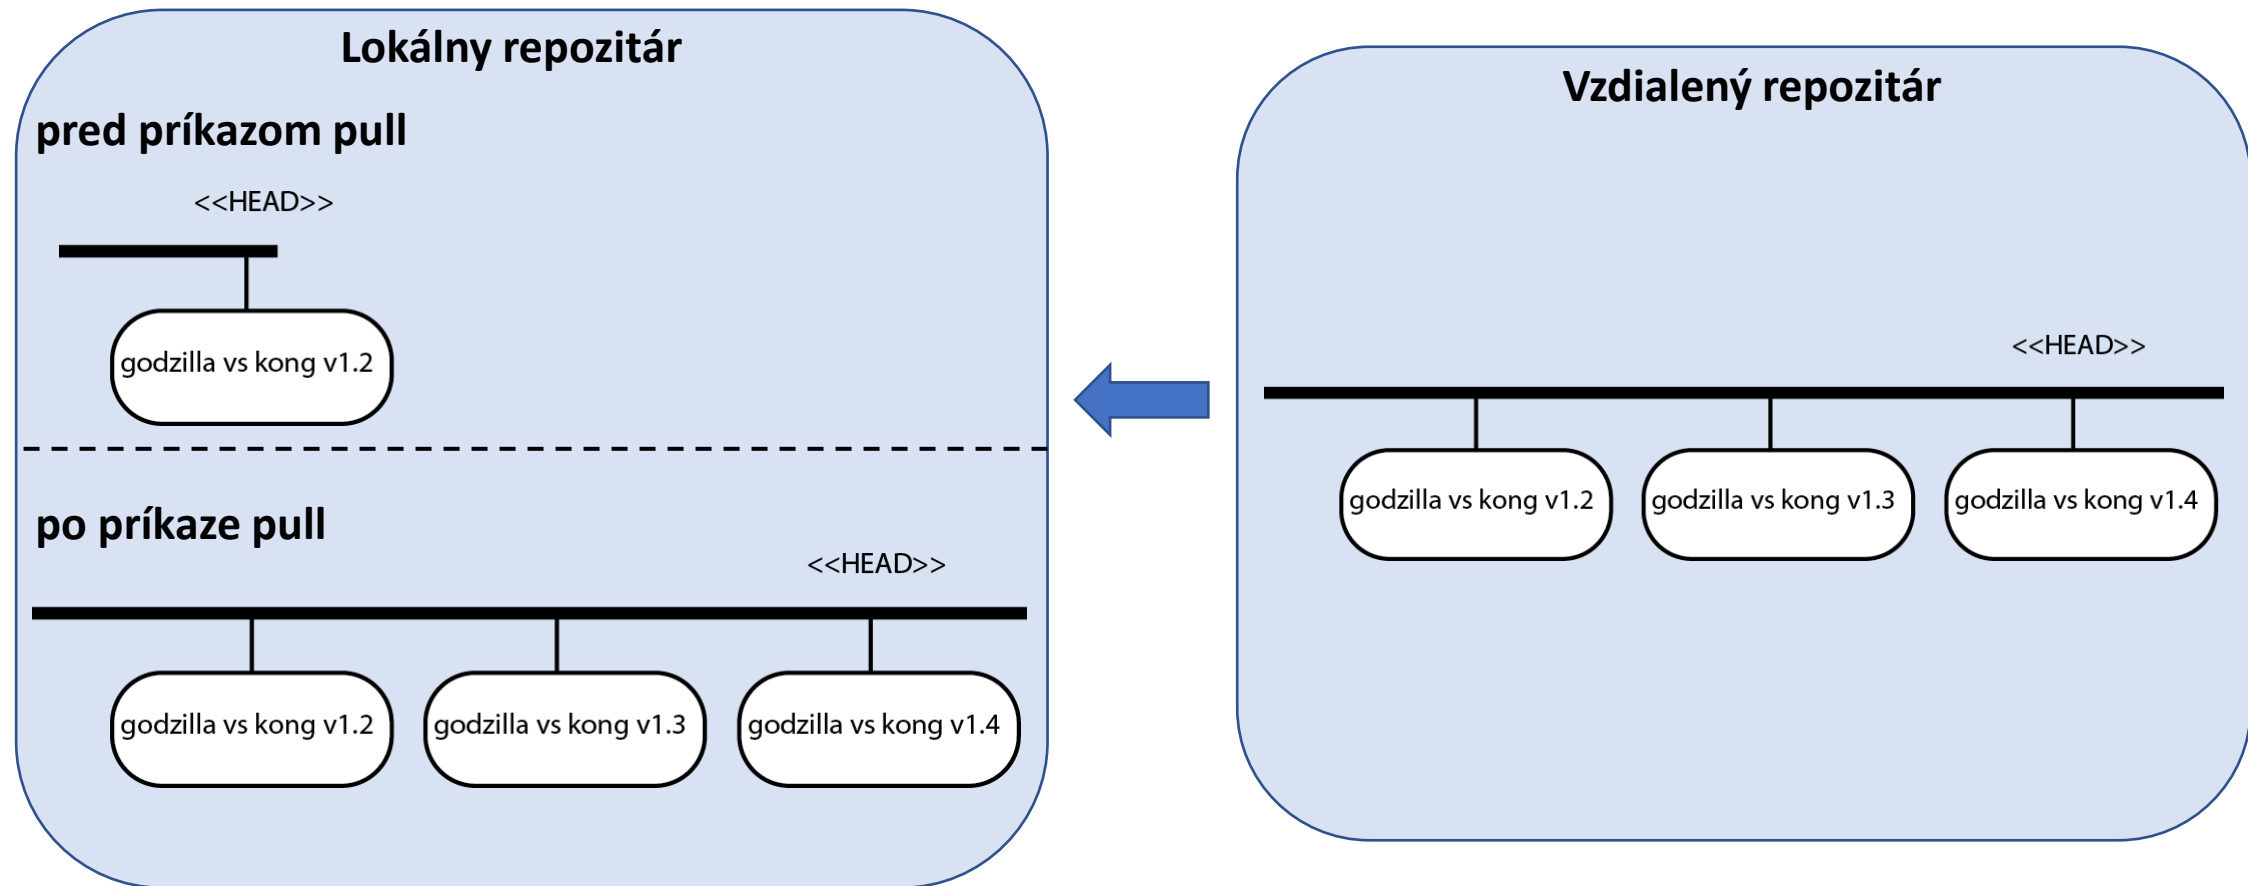 Lokálny repozitár
pred príkazom pull
<<HEAD>>
godzilla vs kong v1.2
po príkaze pull
<<HEAD>>
godzilla vs kong v1.2
godzilla vs kong v1.3
godzilla vs kong v1.4
Vzdialený repozitár
<<HEAD>>
godzilla vs kong v1.2
godzilla vs kong v1.3
godzilla vs kong v1.4